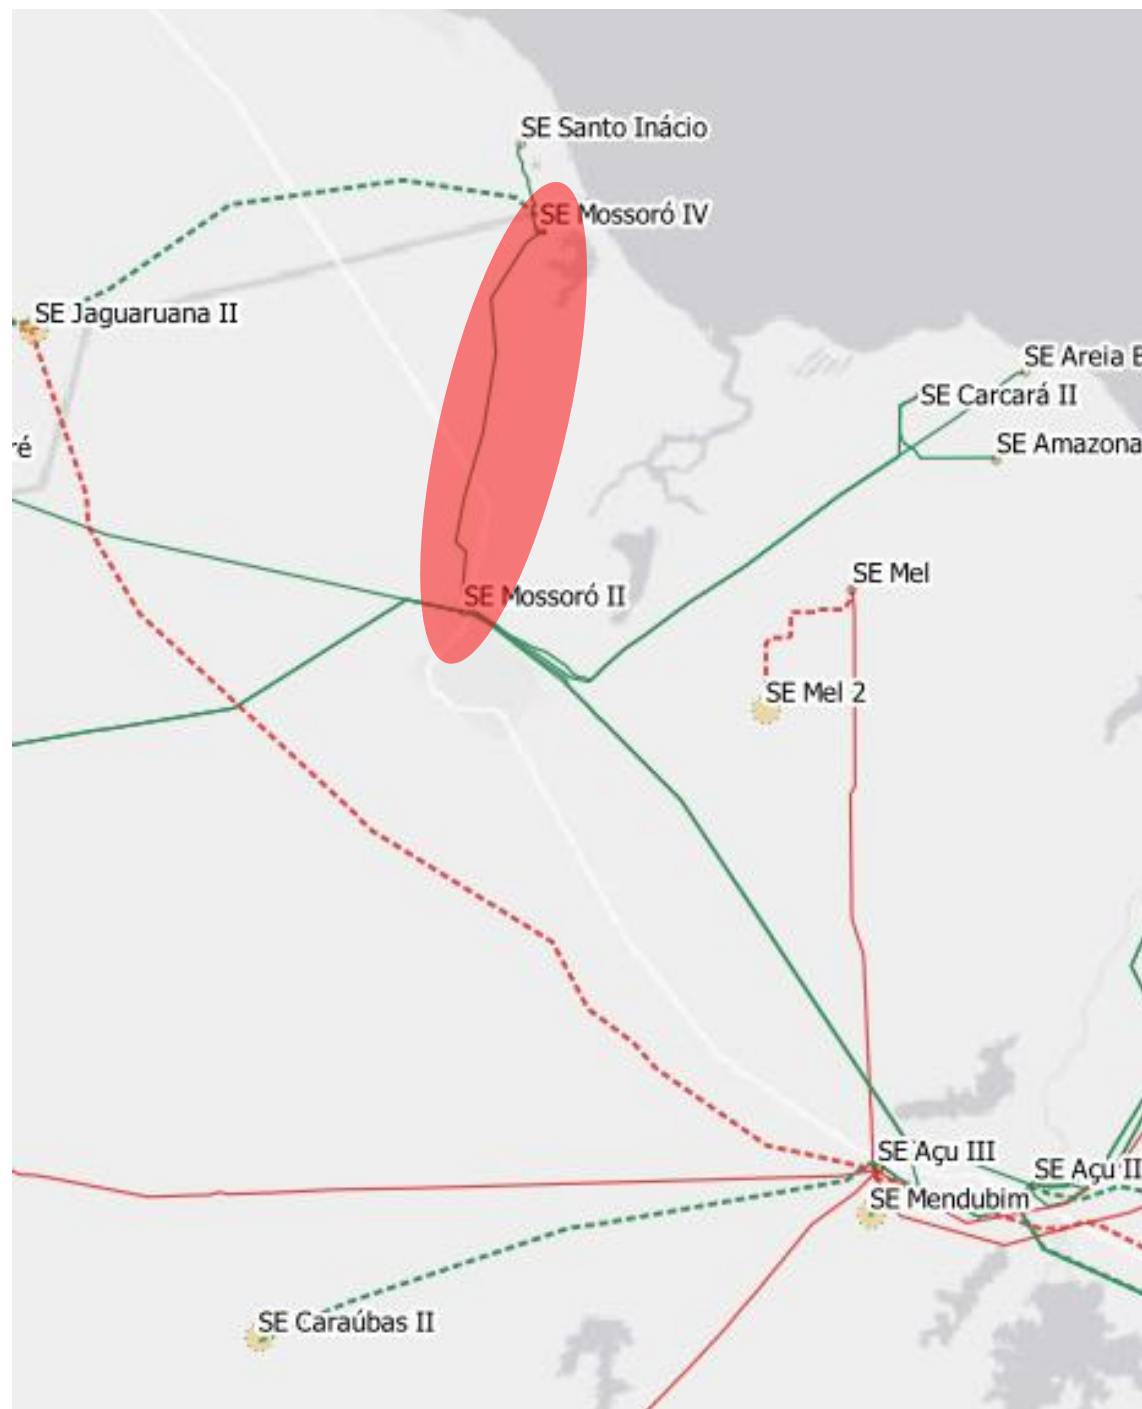 SE Santo Inácio
SE Mossoró IV
SE Jaguaruana II
SE Areia B
SE Carcará II
SE Amazona
ré
SE Mel
SE Mossoró II
SE Mel 2
SE Açu III
SE Açu II
SE Mendubim
SE Caraúbas II